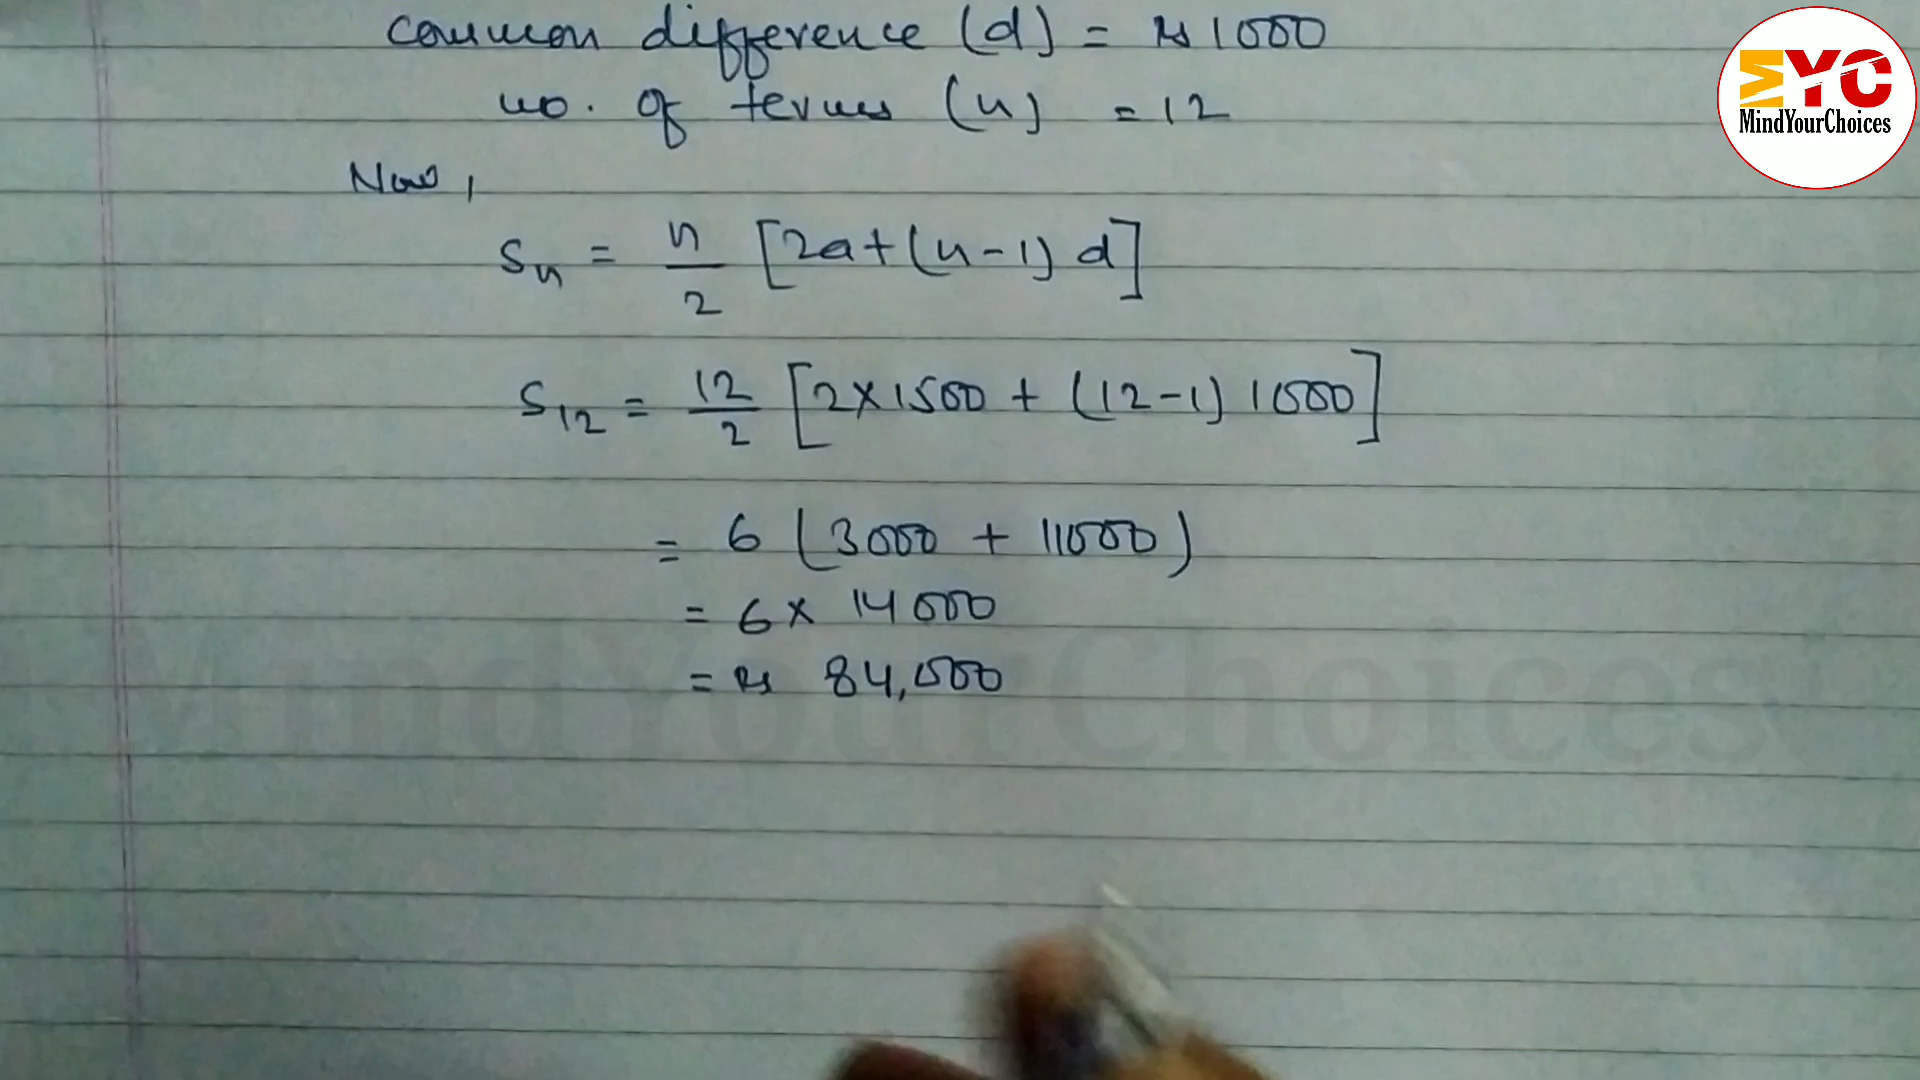 common difference (d) = Rs 1000
no. of terms (n) = 12
Now,
Sn = n/2 [2a+(n-1) d]
S12 = 12/2 [2×1500 + (12-1) 1000]
= 6 (3000 + 11000)
= 6× 14000
= Rs 84,000
MYC
MindYourChoices
MindYourChoices